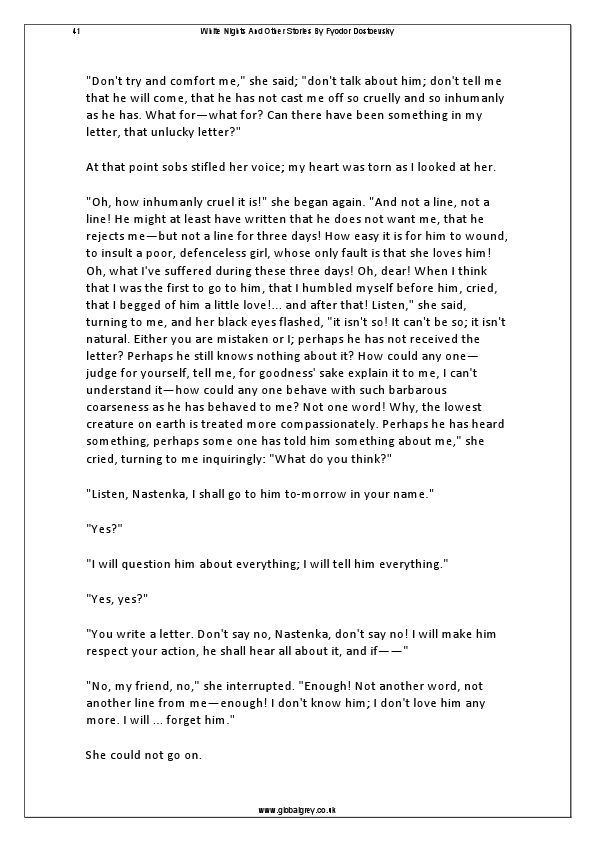 41 White Nights And Other Stories By Fyodor Dostoevsky
"Don't try and comfort me," she said; "don't talk about him; don't tell me
that he will come, that he has not cast me off so cruelly and so inhumanly
as he has. What for—what for? Can there have been something in my
letter, that unlucky letter?"
At that point sobs stifled her voice; my heart was torn as I looked at her.
"Oh, how inhumanly cruel it is!" she began again. "And not a line, not a
line! He might at least have written that he does not want me, that he
rejects me—but not a line for three days! How easy it is for him to wound,
to insult a poor, defenceless girl, whose only fault is that she loves him!
Oh, what I've suffered during these three days! Oh, dear! When I think
that I was the first to go to him, that I humbled myself before him, cried,
that I begged of him a little love!... and after that! Listen," she said,
turning to me, and her black eyes flashed, "it isn't so! It can't be so; it isn't
natural. Either you are mistaken or I; perhaps he has not received the
letter? Perhaps he still knows nothing about it? How could any one—
judge for yourself, tell me, for goodness' sake explain it to me, I can't
understand it—how could any one behave with such barbarous
coarseness as he has behaved to me? Not one word! Why, the lowest
creature on earth is treated more compassionately. Perhaps he has heard
something, perhaps some one has told him something about me," she
cried, turning to me inquiringly: "What do you think?"
"Listen, Nastenka, I shall go to him to-morrow in your name."
"Yes?"
"I will question him about everything; I will tell him everything."
"Yes, yes?"
"You write a letter. Don't say no, Nastenka, don't say no! I will make him
respect your action, he shall hear all about it, and if——"
"No, my friend, no," she interrupted. "Enough! Not another word, not
another line from me—enough! I don't know him; I don't love him any
more. I will ... forget him."
She could not go on.
www.globalgrey.co.uk